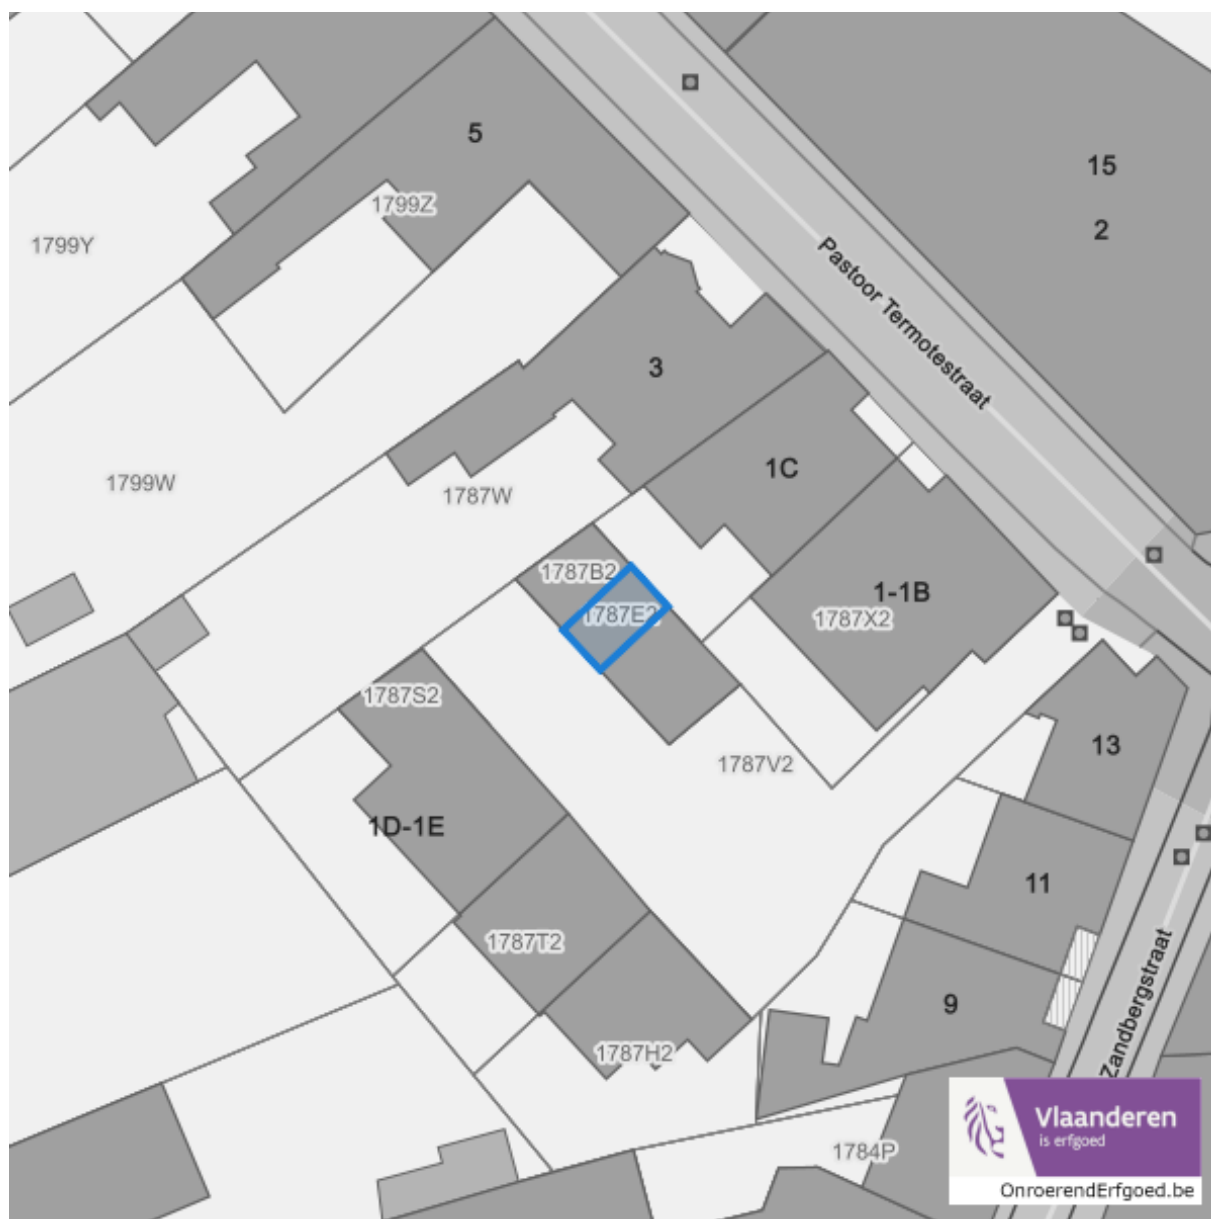 5
1799Z
1799Y
15
2
Pastoor Termotestraat
3
1C
1799W
1787W
1787B2
1787E2
1-1B
1787X2
1787S2
1787V2
13
1D-1E
11
1787T2
9
1787H2
Zandbergstraat
1784P
Vlaanderen
is erfgoed
OnroerendErfgoed.be